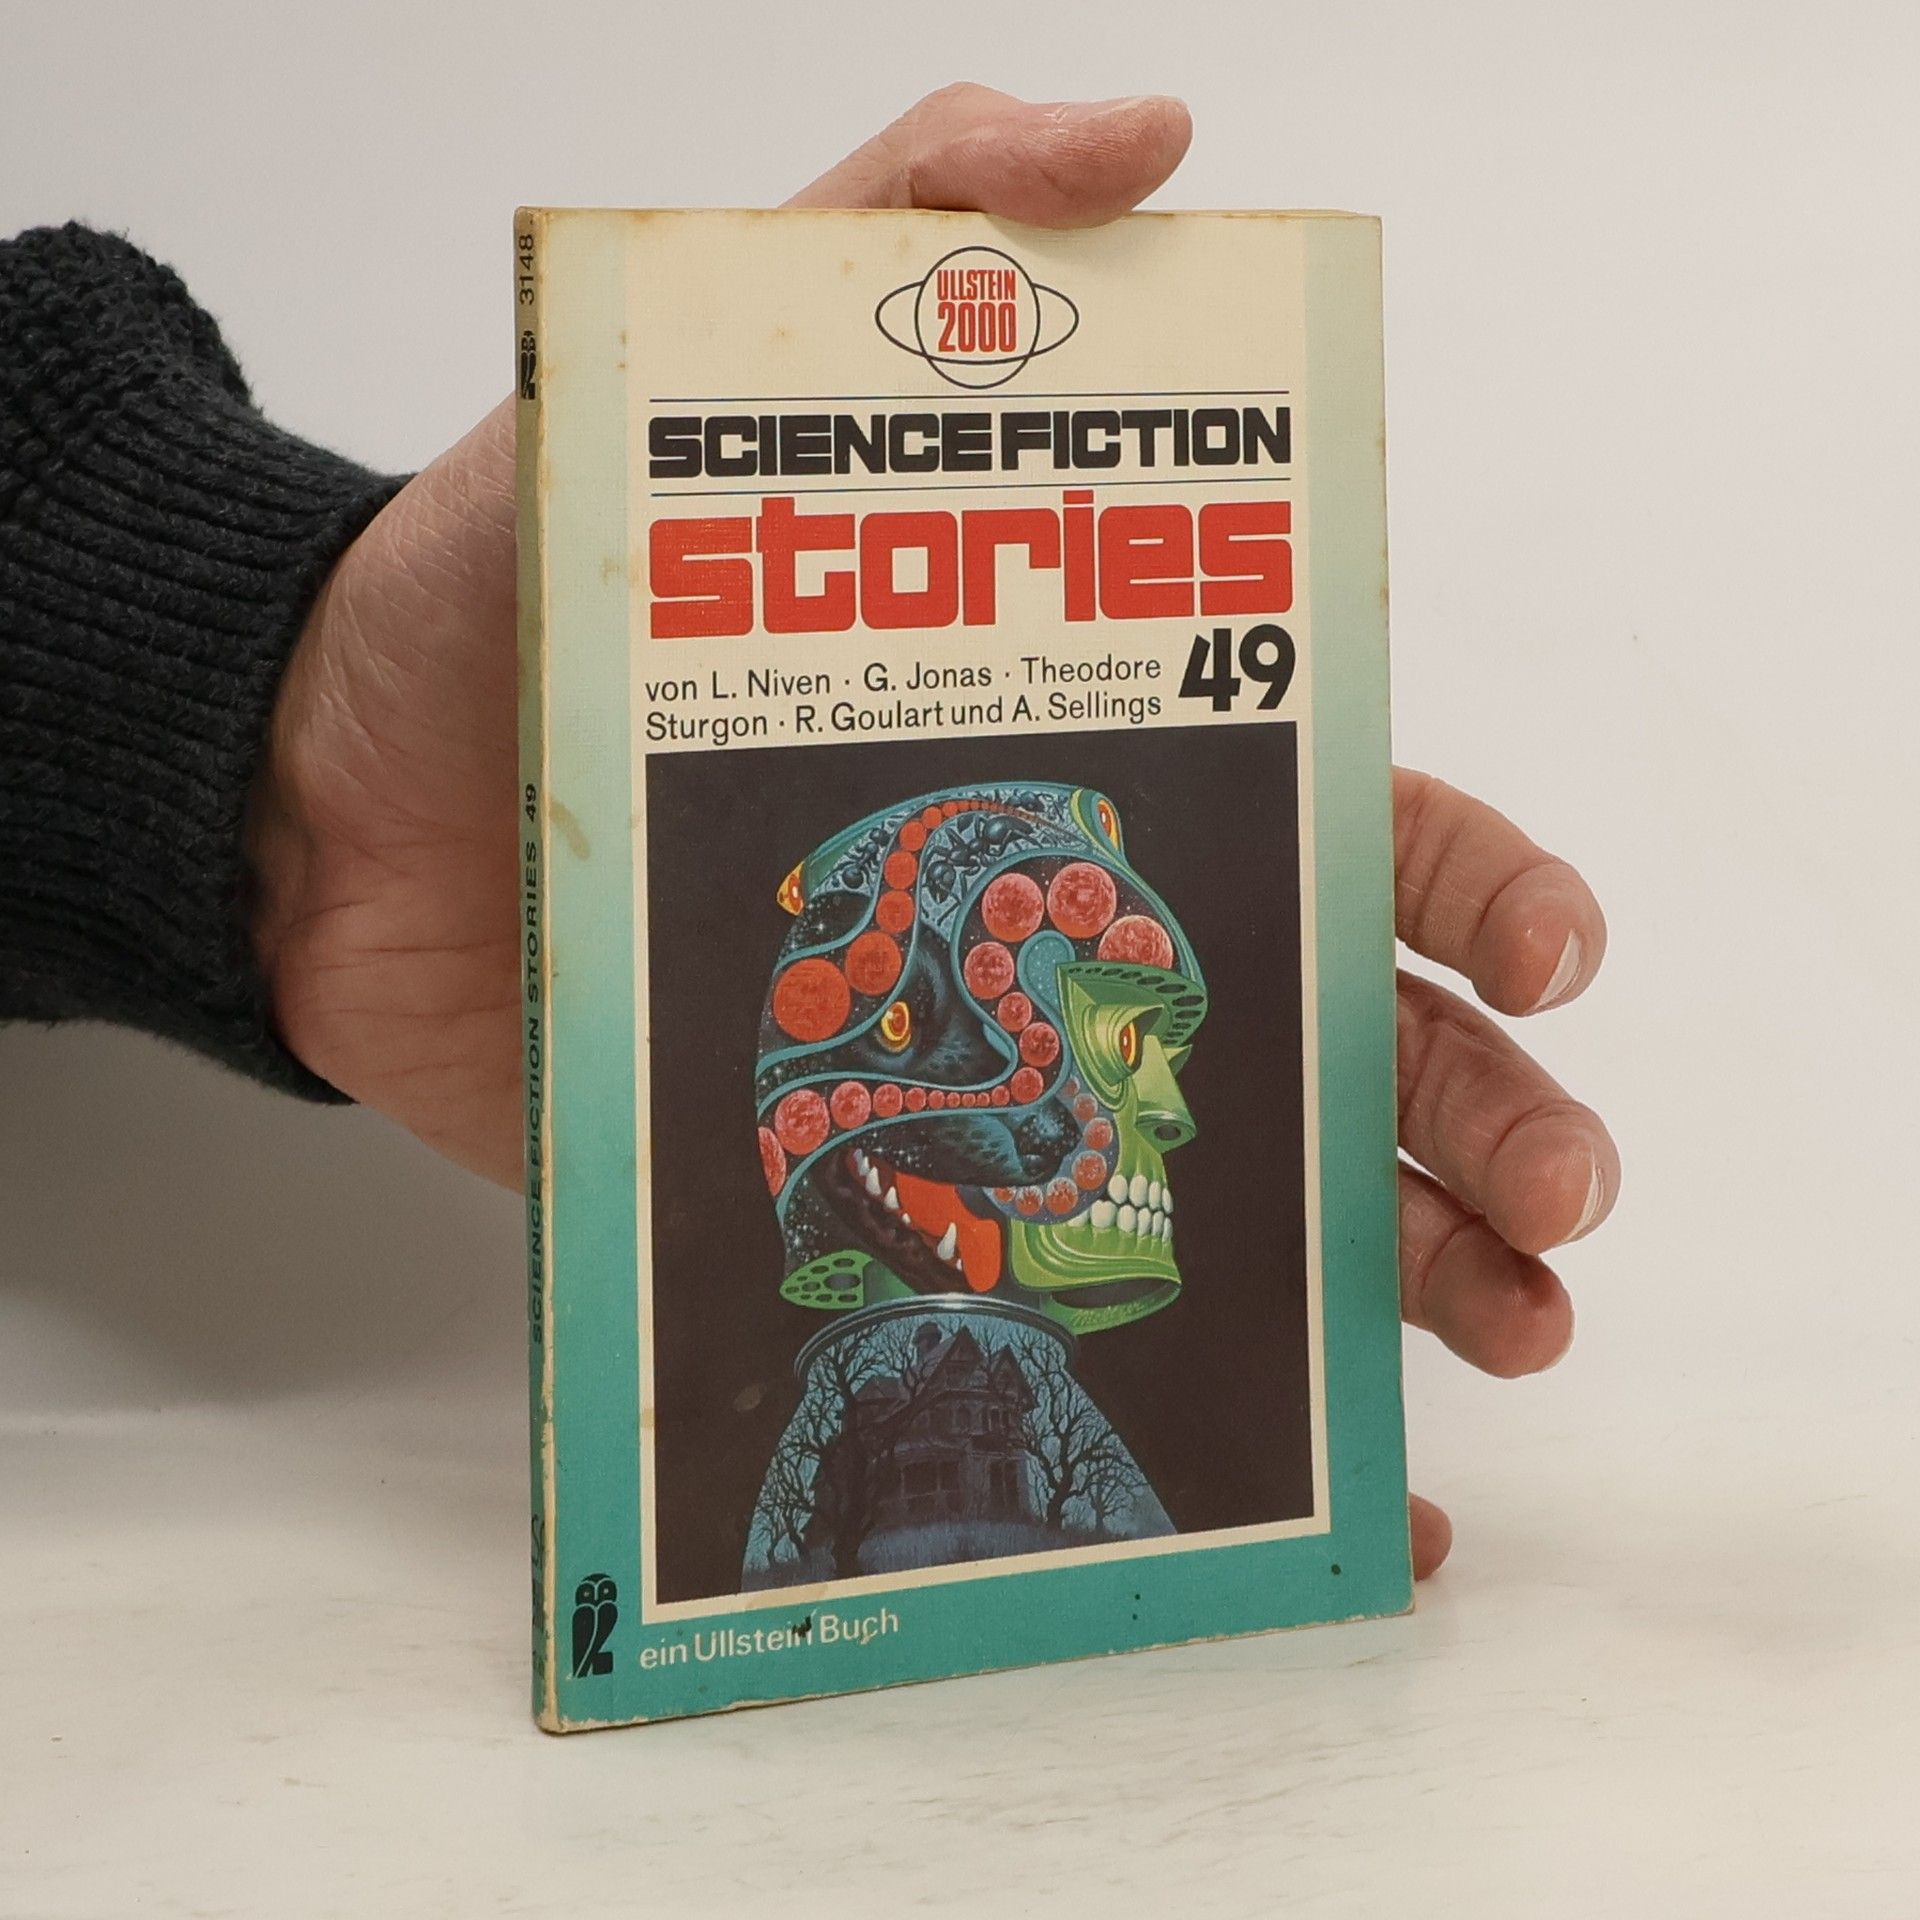 ULLSTEIN
2000
SCIENCE FICTION
stories
49
von L. Niven · G. Jonas · Theodore
Sturgon · R. Goulart und A. Sellings
ein Ullstein Buch
3148
SCIENCE FICTION STORIES 49